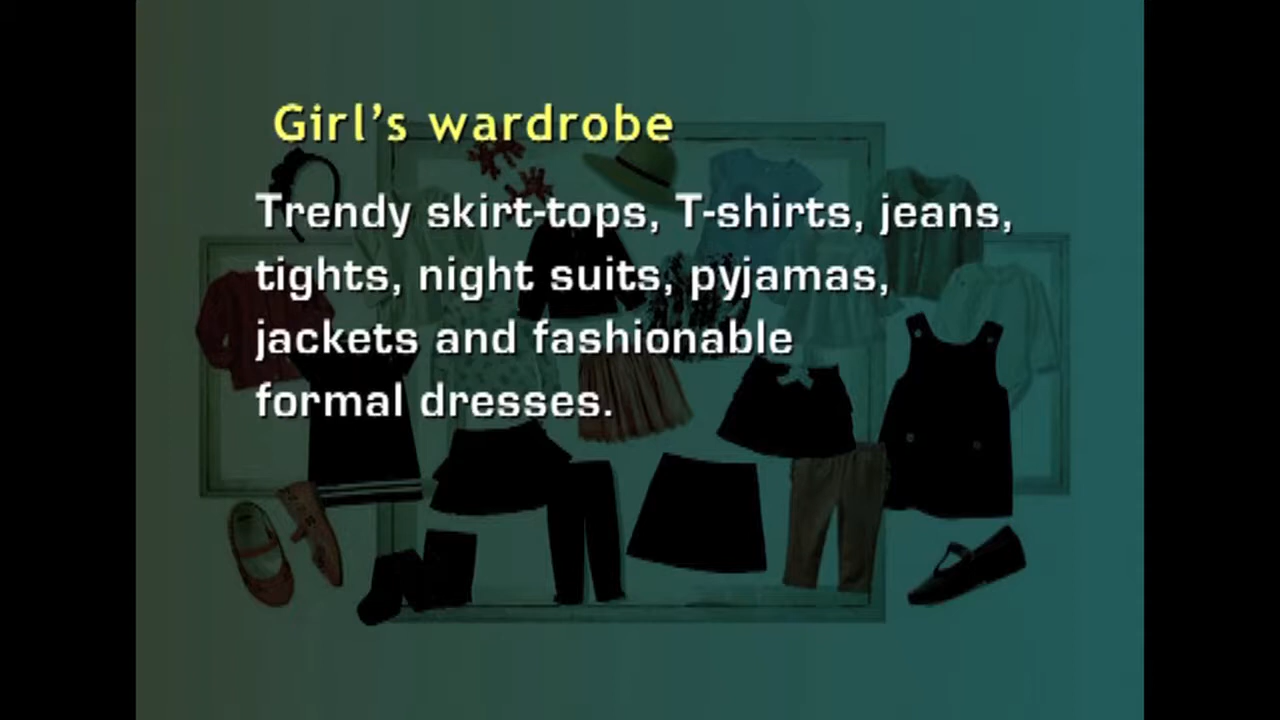 Girl’s wardrobe
Trendy skirt-tops, T-shirts, jeans,
tights, night suits, pyjamas,
jackets and fashionable
formal dresses.